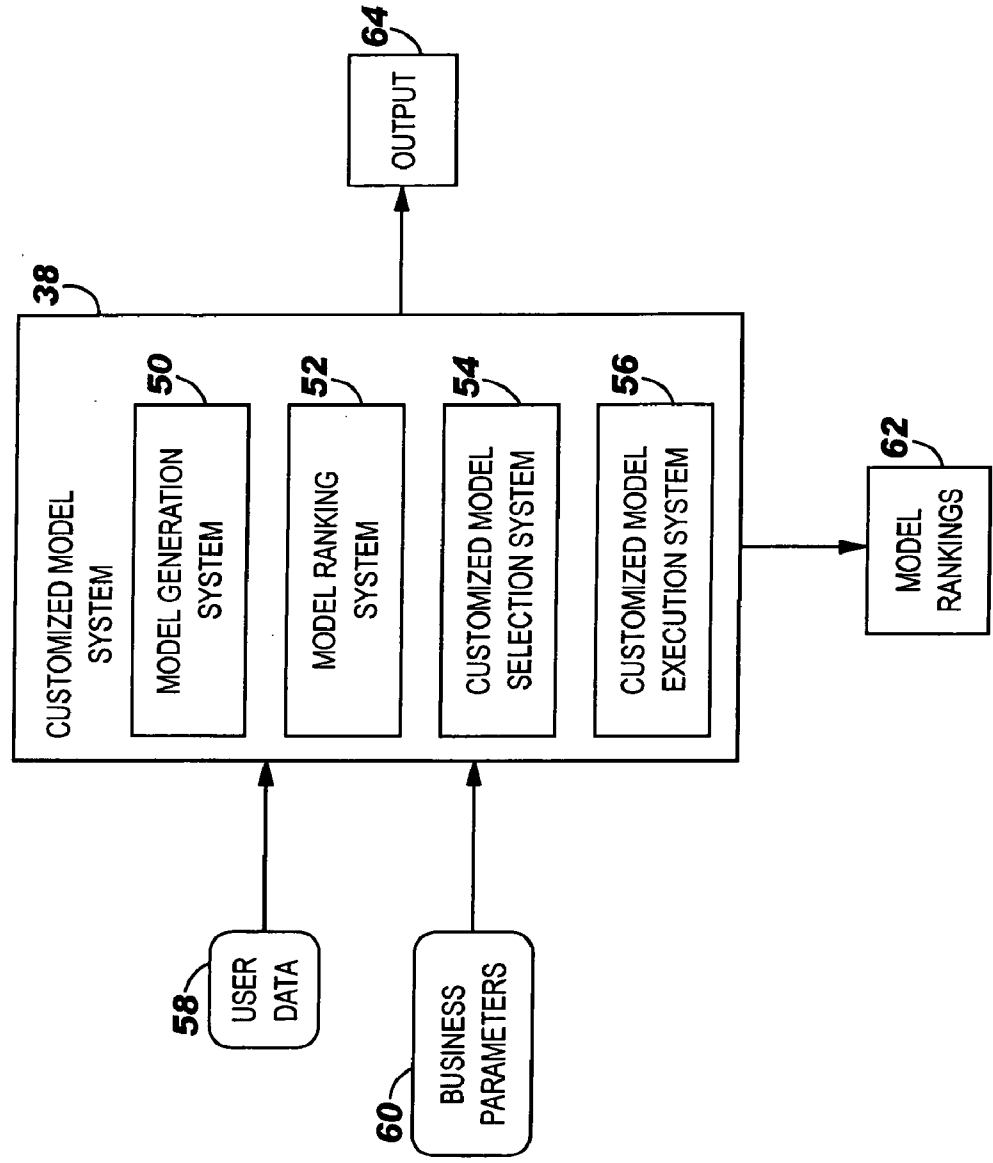 38
CUSTOMIZED MODEL
SYSTEM
50
MODEL GENERATION
SYSTEM
52
MODEL RANKING
SYSTEM
54
CUSTOMIZED MODEL
SELECTION SYSTEM
56
CUSTOMIZED MODEL
EXECUTION SYSTEM
58
USER
DATA
60
BUSINESS
PARAMETERS
62
MODEL
RANKINGS
64
OUTPUT